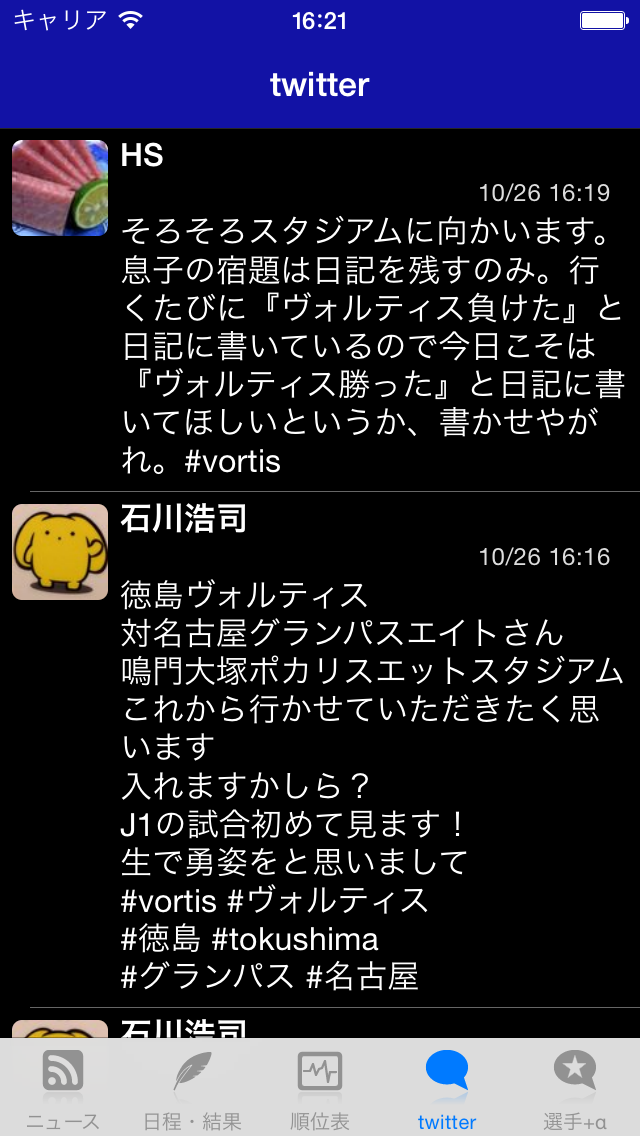 キャリア 16:21
twitter
HS
10/26 16:19
そろそろスタジアムに向かいます。
息子の宿題は日記を残すのみ。行
くたびに『ヴォルティス負けた』と
日記に書いているので今日こそは
『ヴォルティス勝った』と日記に書
いてほしいというか、書かせやが
れ。#vortis
石川浩司
10/26 16:16
徳島ヴォルティス
対名古屋グランパスエイトさん
鳴門大塚ポカリスエットスタジアム
これから行かせていただきたく思
います
入れますかしら？
J1の試合初めて見ます！
生で勇姿をと思いまして
#vortis #ヴォルティス
#徳島 #tokushima
#グランパス #名古屋
石川浩司
ニュース 日程・結果 順位表 twitter 選手+α